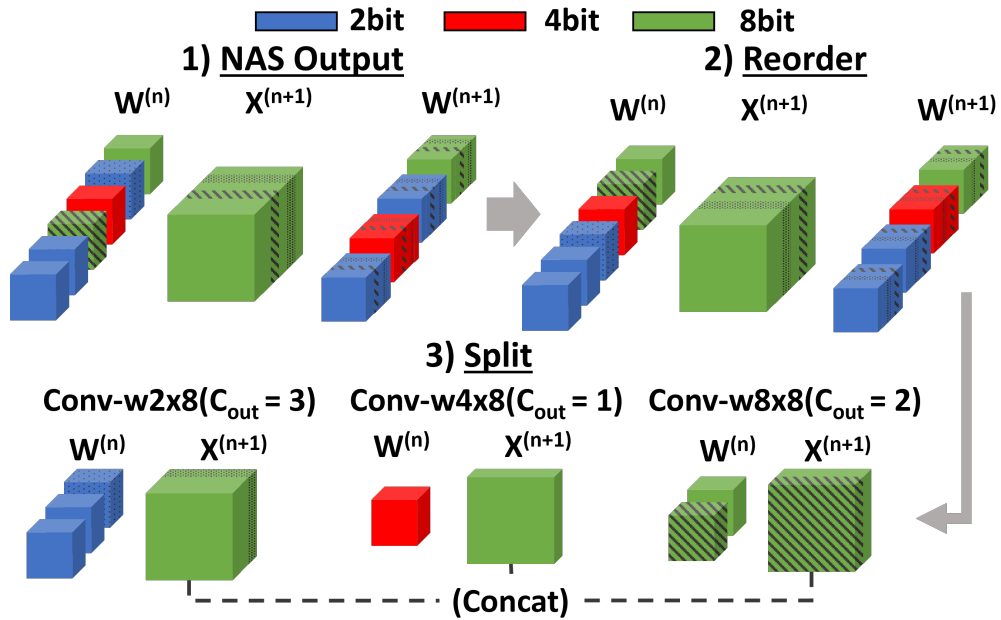 2bit 4bit 8bit
1) NAS Output 2) Reorder
W(n) X(n+1) W(n+1) W(n) X(n+1) W(n+1)
3) Split
Conv-w2x8(Cout = 3) Conv-w4x8(Cout = 1) Conv-w8x8(Cout = 2)
W(n) X(n+1) W(n) X(n+1) W(n) X(n+1)
(Concat)